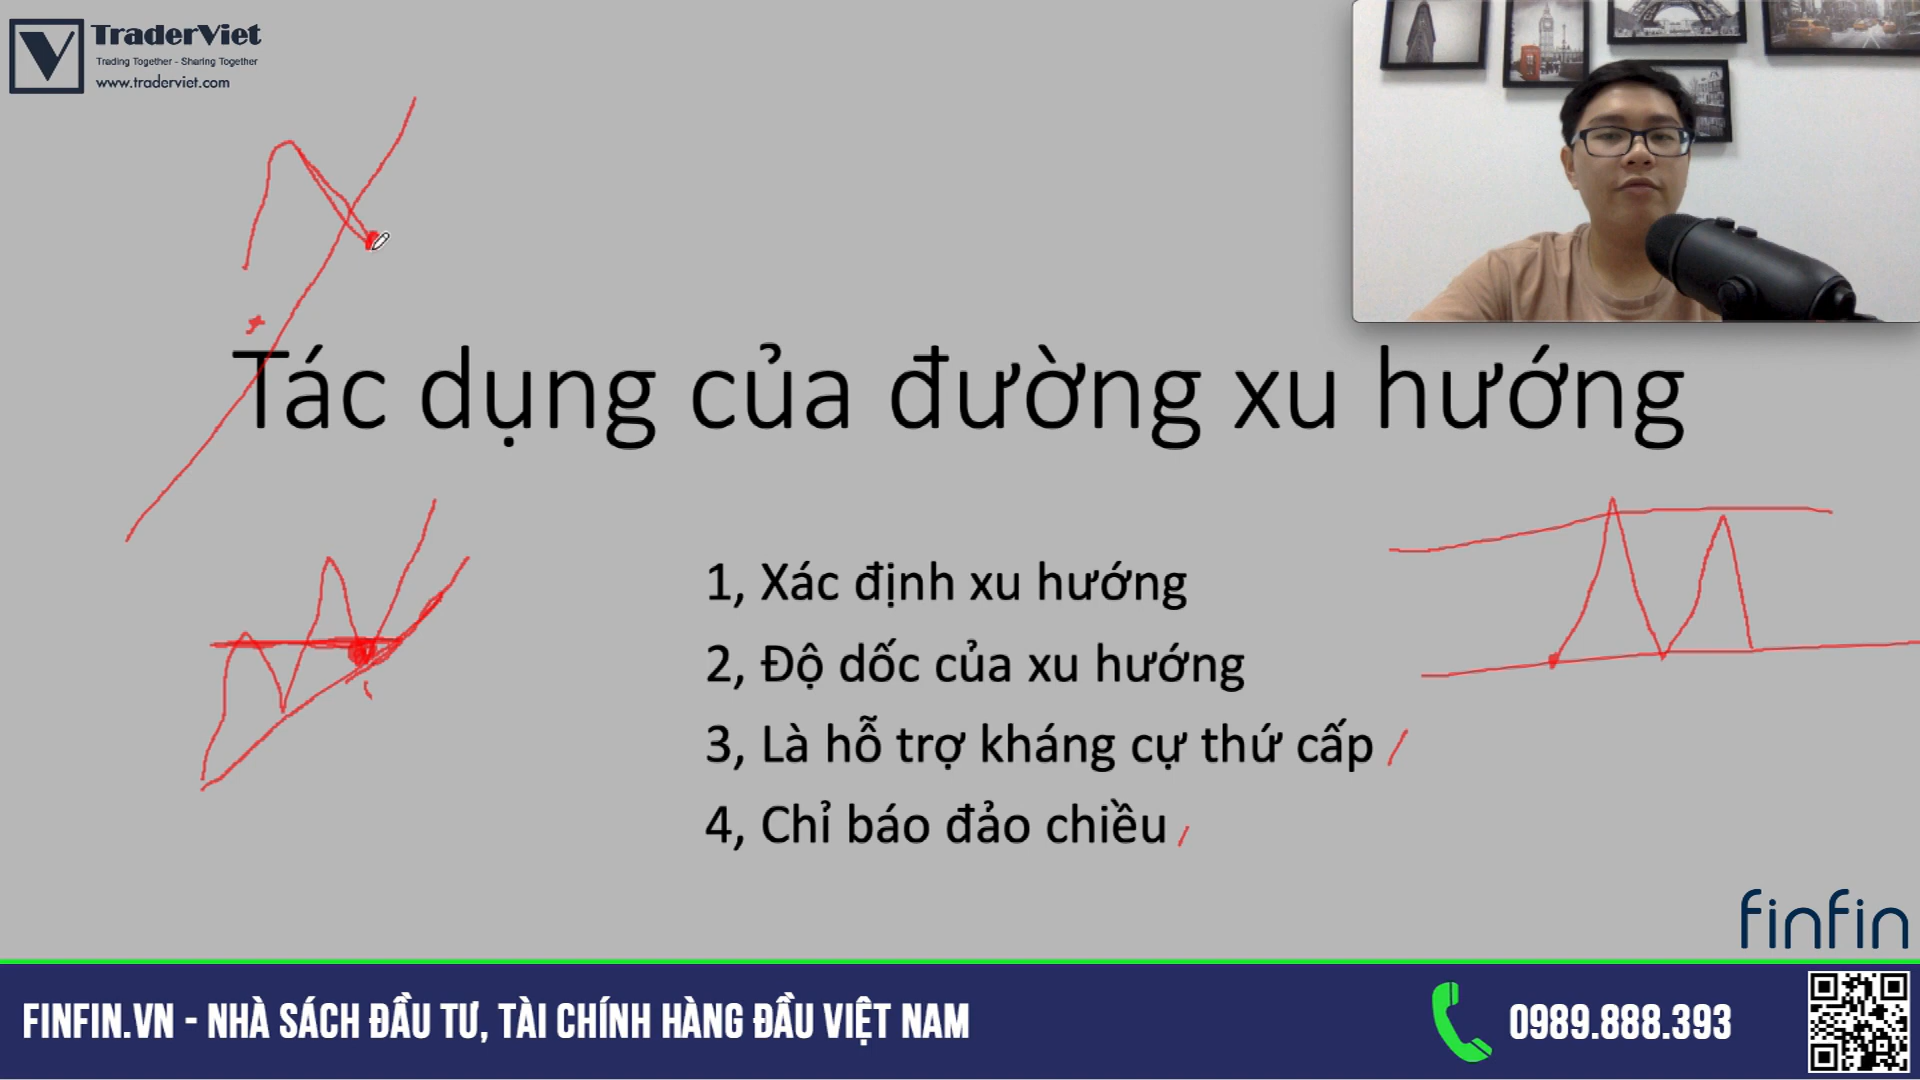 TraderViet
Trading Together - Sharing Together
www.traderviet.com
Tác dụng của đường xu hướng
1, Xác định xu hướng
2, Độ dốc của xu hướng
3, Là hỗ trợ kháng cự thứ cấp
4, Chỉ báo đảo chiều
finfin
FINFIN.VN - NHÀ SÁCH ĐẦU TƯ, TÀI CHÍNH HÀNG ĐẦU VIỆT NAM
0989.888.393